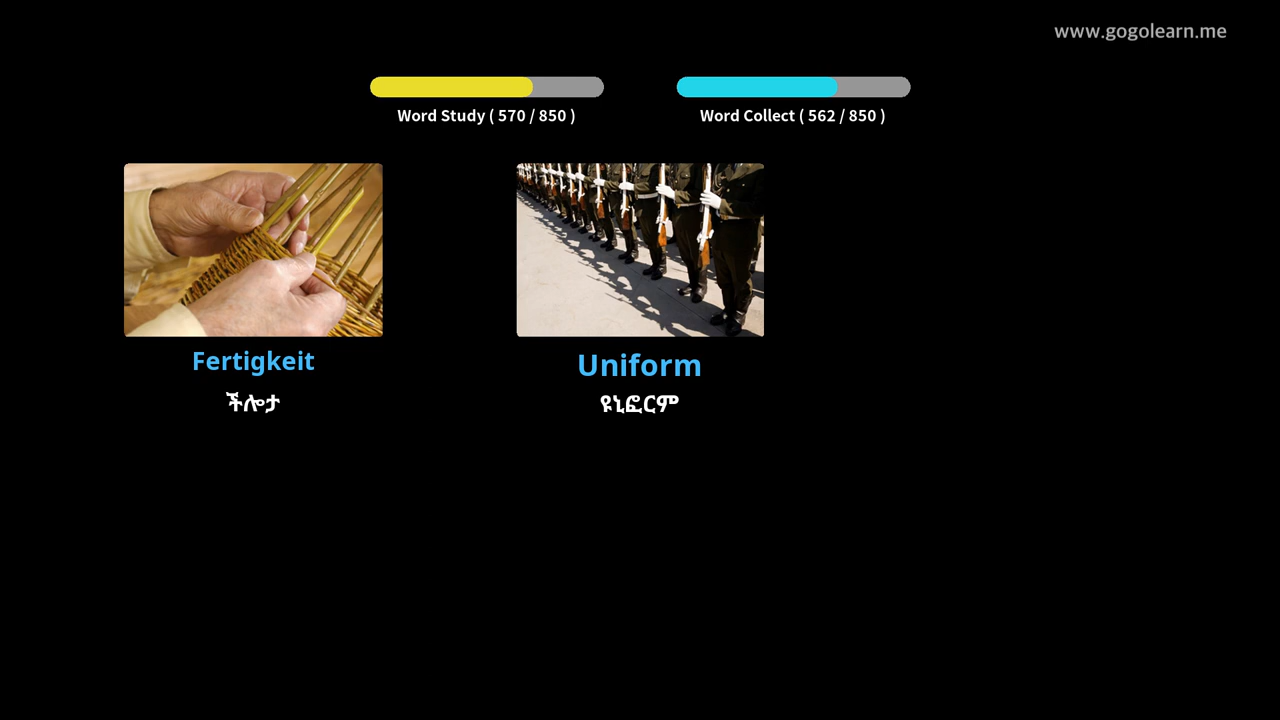 www.gogolearn.me
Word Study ( 570 / 850 )
Word Collect ( 562 / 850 )
Fertigkeit
ችሎታ
Uniform
ዩኒፎርም